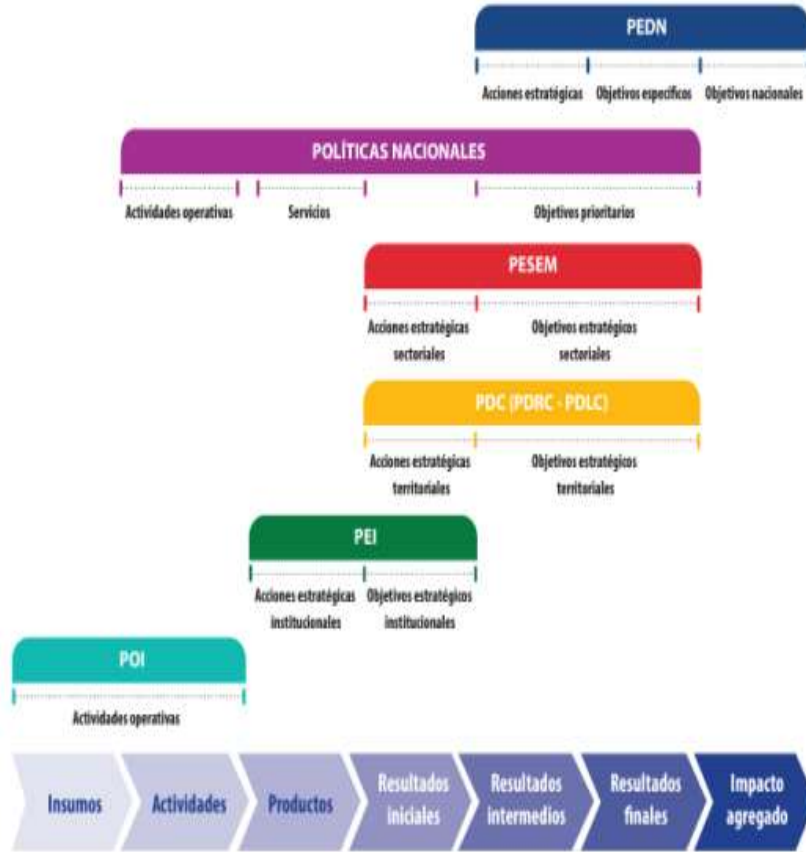 PEDN
Acciones estratégicas
Objetivos específicos
Objetivos nacionales
POLÍTICAS NACIONALES
Actividades operativas
Servicios
Objetivos prioritarios
PESEM
Acciones estratégicas
sectoriales
Objetivos estratégicos
sectoriales
PDC (PDRC - PDLC)
Acciones estratégicas
territoriales
Objetivos estratégicos
territoriales
PEI
Acciones estratégicas
institucionales
Objetivos estratégicos
institucionales
POI
Actividades operativas
Insumos
Actividades
Productos
Resultados
iniciales
Resultados
intermedios
Resultados
finales
Impacto
agregado